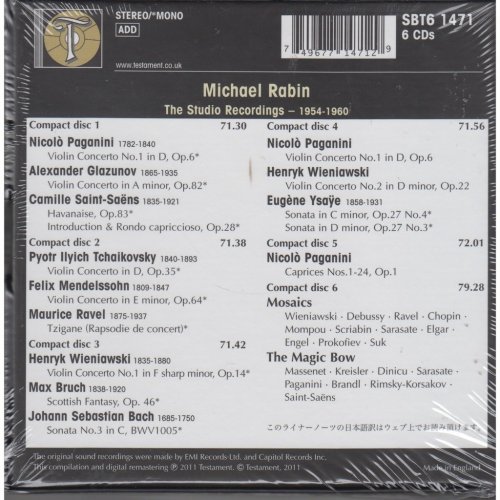 STEREO/*MONO
ADD
www.testament.co.uk
SBT6 1471
6 CDs
7 49677 14712 9
Michael Rabin
The Studio Recordings – 1954-1960
Compact disc 1 71.30
Nicolò Paganini 1782-1840
Violin Concerto No.1 in D, Op.6*
Alexander Glazunov 1865-1935
Violin Concerto in A minor, Op.82*
Camille Saint-Saëns 1835-1921
Havanaise, Op.83*
Introduction & Rondo capriccioso, Op.28*
Compact disc 2 71.38
Pyotr Ilyich Tchaikovsky 1840-1893
Violin Concerto in D, Op.35*
Felix Mendelssohn 1809-1847
Violin Concerto in E minor, Op.64*
Maurice Ravel 1875-1937
Tzigane (Rapsodie de concert)*
Compact disc 3 71.42
Henryk Wieniawski 1835-1880
Violin Concerto No.1 in F sharp minor, Op.14*
Max Bruch 1838-1920
Scottish Fantasy, Op. 46*
Johann Sebastian Bach 1685-1750
Sonata No.3 in C, BWV1005*
Compact disc 4 71.56
Nicolò Paganini
Violin Concerto No.1 in D, Op.6
Henryk Wieniawski
Violin Concerto No.2 in D minor, Op.22
Eugène Ysaÿe 1858-1931
Sonata in C minor, Op.27 No.4*
Sonata in D minor, Op.27 No.3*
Compact disc 5 72.01
Nicolò Paganini
Caprices Nos.1-24, Op.1
Compact disc 6 79.28
Mosaics
Wieniawski · Debussy · Ravel · Chopin ·
Mompou · Scriabin · Sarasate · Elgar ·
Engel · Prokofiev · Suk
The Magic Bow
Massenet · Kreisler · Dinicu · Sarasate ·
Paganini · Brandl · Rimsky-Korsakov ·
Saint-Saëns
このライナーノーツの日本語訳はウェブ上でお読み頂けます。
The original sound recordings were made by EMI Records Ltd. and Capitol Records Inc.
This compilation and digital remastering ℗ 2011 Testament. © Testament, 2011
Made in England